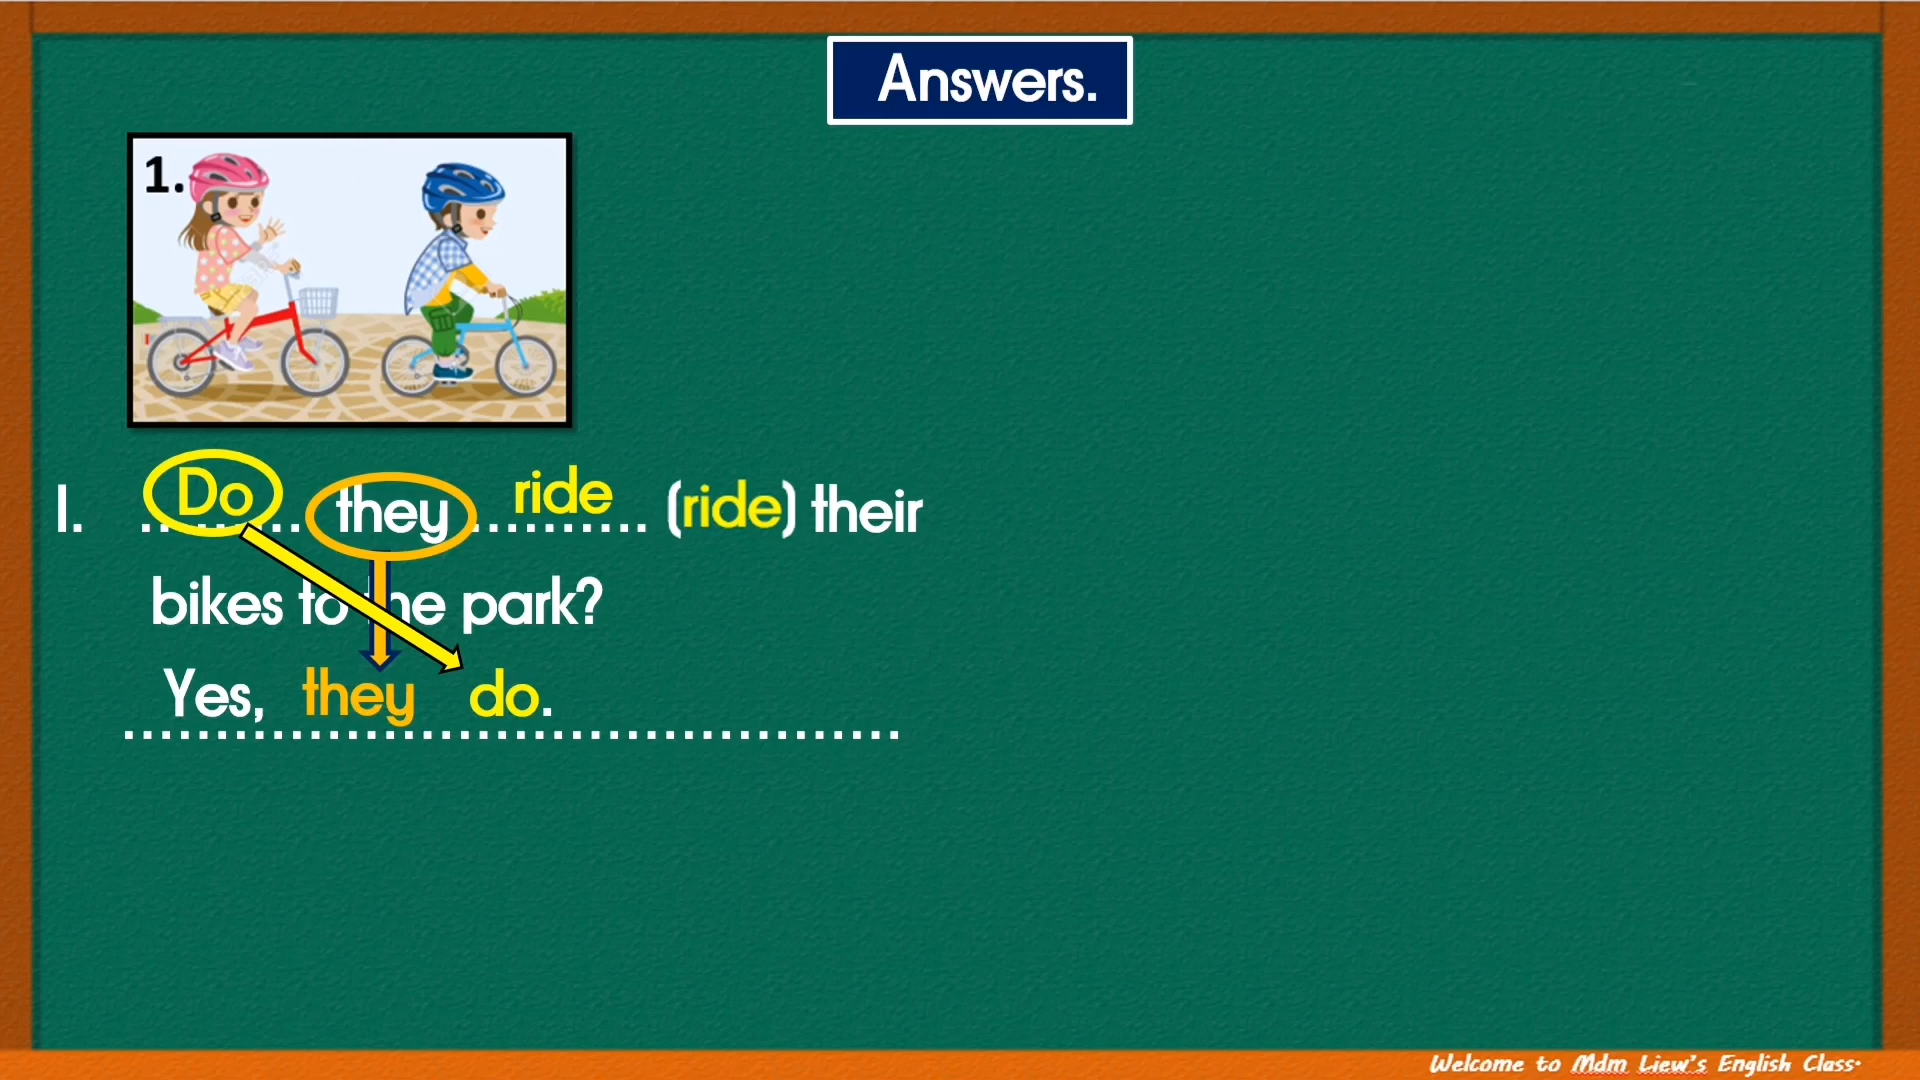 Answers.
1.
1. Do they ride (ride) their
bikes to the park?
Yes, they do.
Welcome to Mdm Liew's English Class.